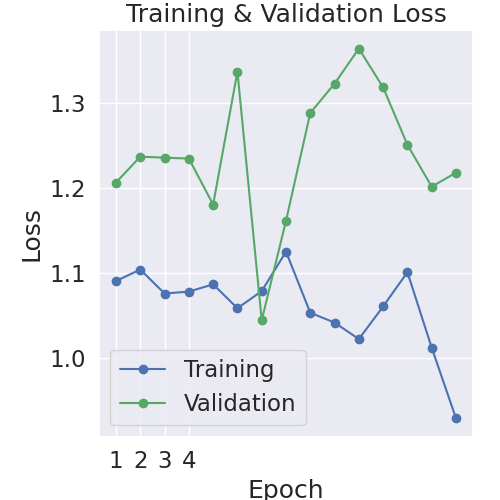 Training & Validation Loss
Loss
1.3
1.2
1.1
1.0
Training
Validation
1 2 3 4
Epoch